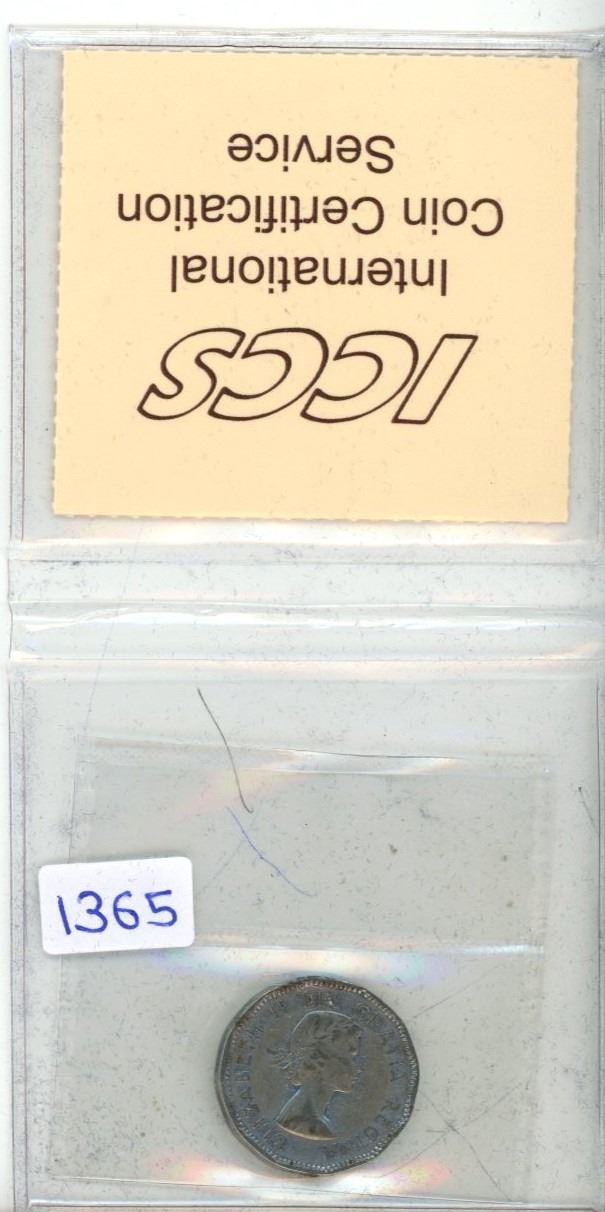 ICCS
International
Coin Certification
Service
1365
ELIZABETH II DEI GRATIA REGINA